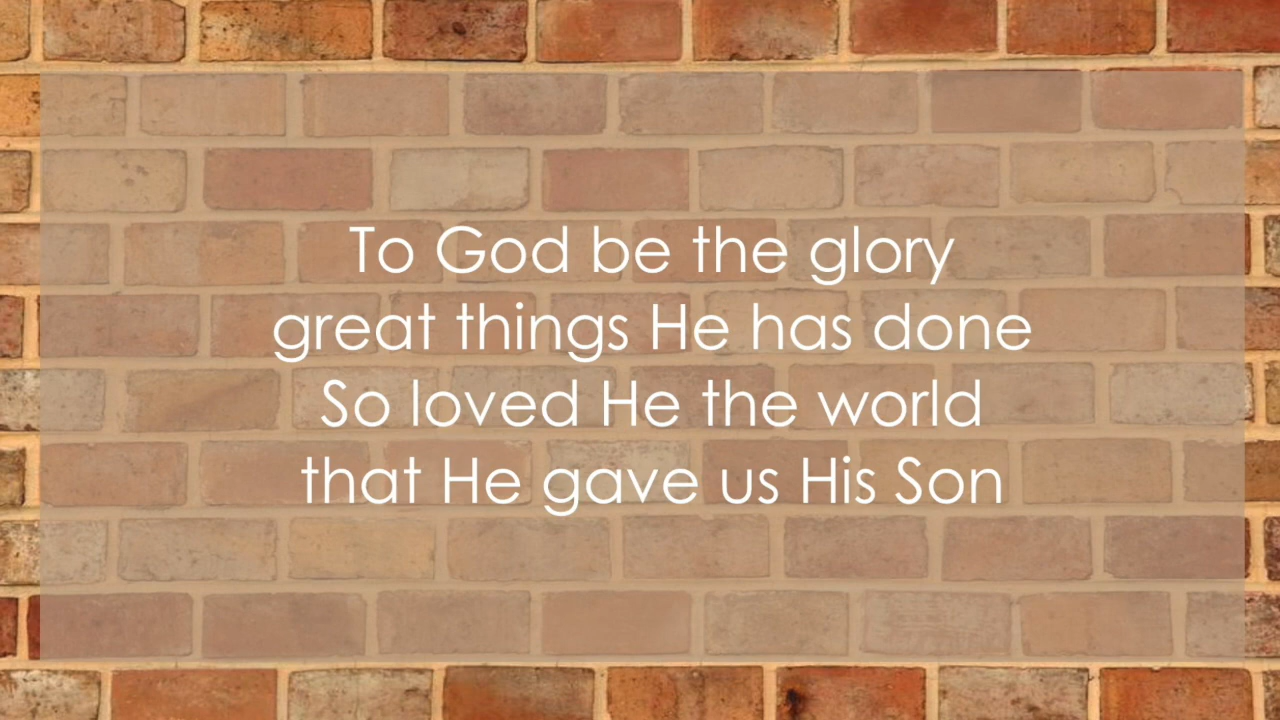 To God be the glory
great things He has done
So loved He the world
that He gave us His Son